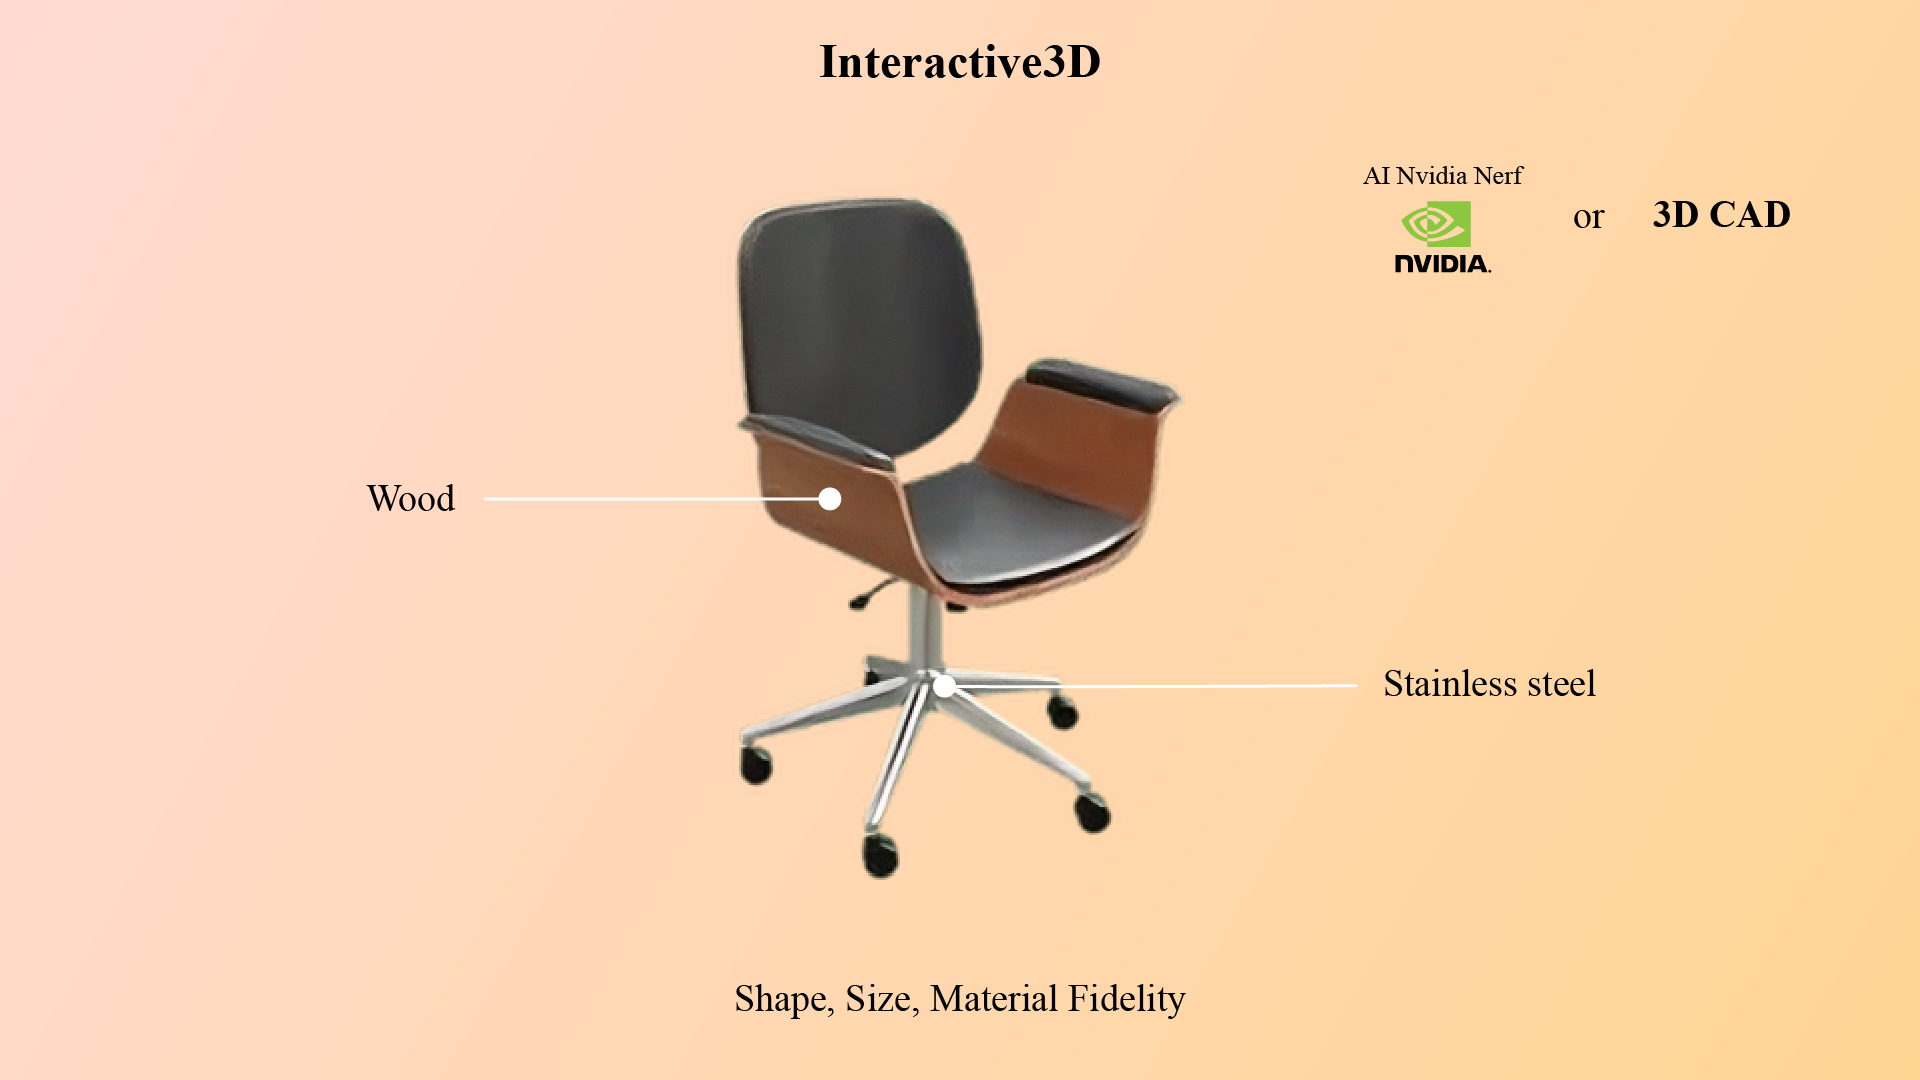 Interactive3D
AI Nvidia Nerf
NVIDIA.
or
3D CAD
Wood
Stainless steel
Shape, Size, Material Fidelity